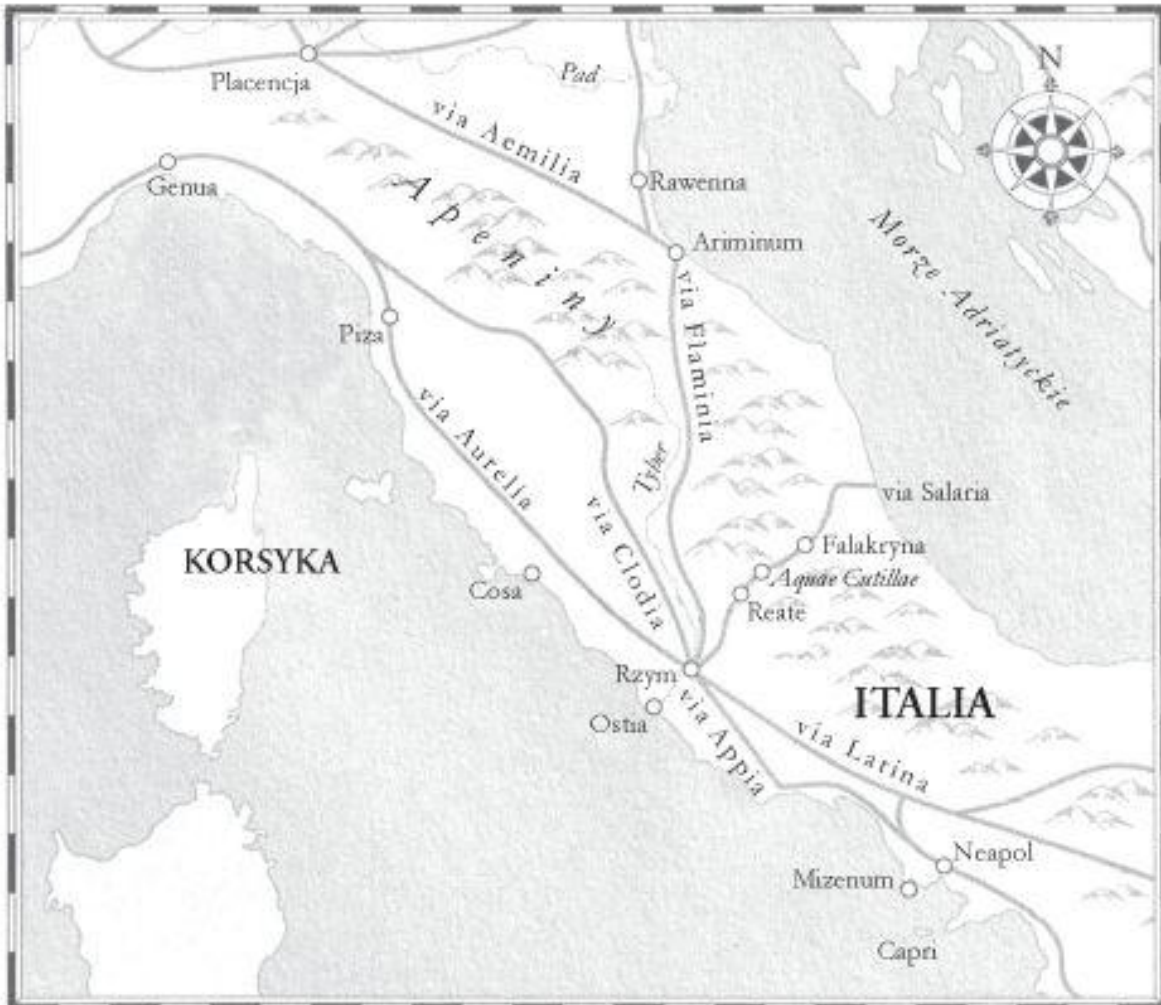 N
Placencja
Pad
via Aemilia
Genua
Rawenna
Apeniny
Ariminum
Morze Adriatyckie
via Flaminia
Piza
via Aurelia
Tyber
via Salaria
via Clodia
Falakryna
KORSYKA
Aquae Cutillae
Cosa
Reate
Rzym
ITALIA
Ostia
via Appia
via Latina
Neapol
Mizenum
Capri